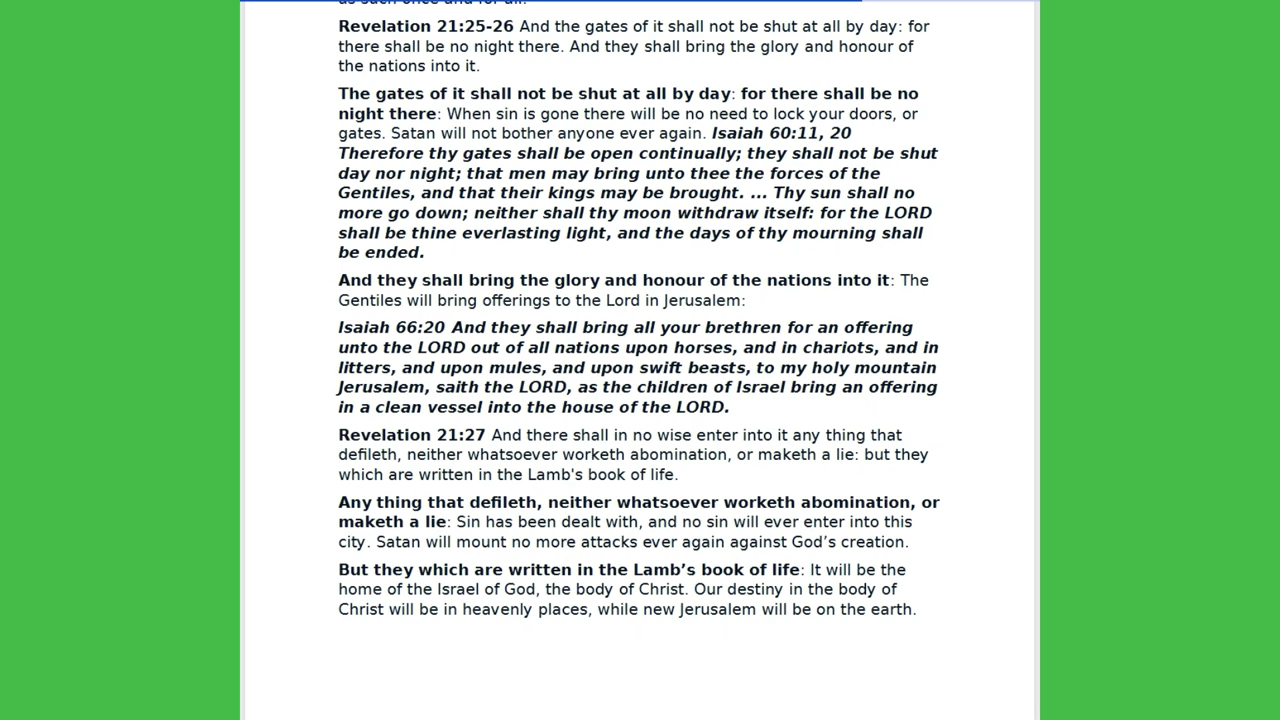 as such once and for all.
Revelation 21:25-26 And the gates of it shall not be shut at all by day: for
there shall be no night there. And they shall bring the glory and honour of
the nations into it.
The gates of it shall not be shut at all by day: for there shall be no
night there: When sin is gone there will be no need to lock your doors, or
gates. Satan will not bother anyone ever again. Isaiah 60:11, 20
Therefore thy gates shall be open continually; they shall not be shut
day nor night; that men may bring unto thee the forces of the
Gentiles, and that their kings may be brought. ... Thy sun shall no
more go down; neither shall thy moon withdraw itself: for the LORD
shall be thine everlasting light, and the days of thy mourning shall
be ended.
And they shall bring the glory and honour of the nations into it: The
Gentiles will bring offerings to the Lord in Jerusalem:
Isaiah 66:20 And they shall bring all your brethren for an offering
unto the LORD out of all nations upon horses, and in chariots, and in
litters, and upon mules, and upon swift beasts, to my holy mountain
Jerusalem, saith the LORD, as the children of Israel bring an offering
in a clean vessel into the house of the LORD.
Revelation 21:27 And there shall in no wise enter into it any thing that
defileth, neither whatsoever worketh abomination, or maketh a lie: but they
which are written in the Lamb's book of life.
Any thing that defileth, neither whatsoever worketh abomination, or
maketh a lie: Sin has been dealt with, and no sin will ever enter into this
city. Satan will mount no more attacks ever again against God’s creation.
But they which are written in the Lamb’s book of life: It will be the
home of the Israel of God, the body of Christ. Our destiny in the body of
Christ will be in heavenly places, while new Jerusalem will be on the earth.